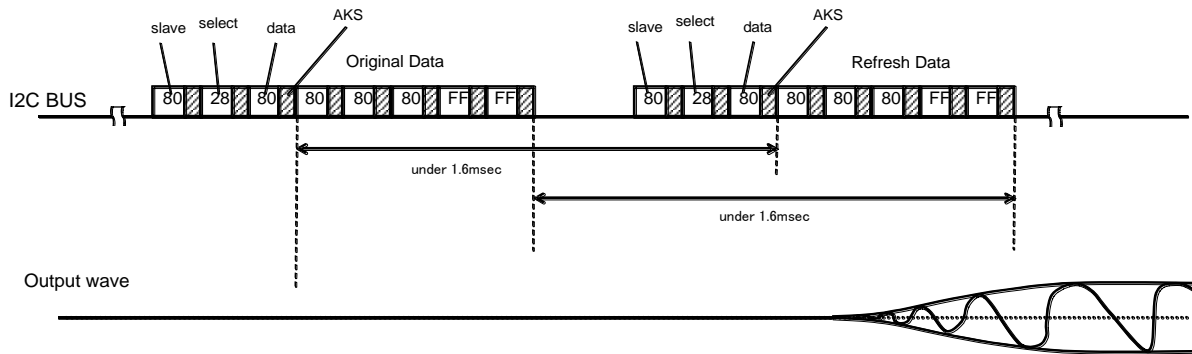 slave select data AKS
slave select data AKS
Original Data
Refresh Data
I2C BUS
80 28 80 80 80 80 FF FF
80 28 80 80 80 80 FF FF
under 1.6msec
under 1.6msec
Output wave